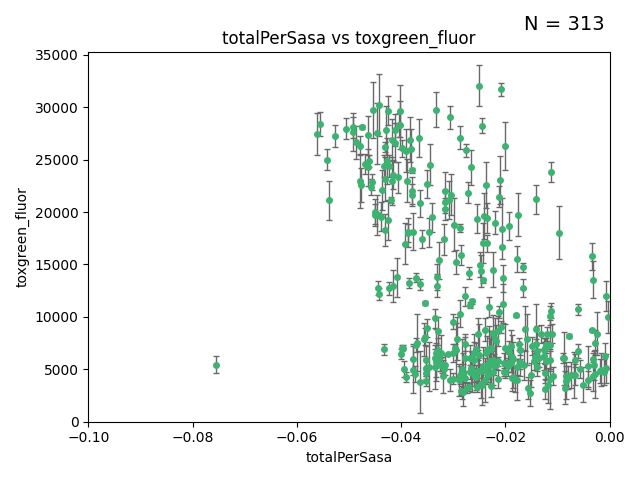 N = 313
totalPerSasa vs toxgreen_fluor
toxgreen_fluor
35000
30000
25000
20000
15000
10000
5000
0
−0.10 −0.08 −0.06 −0.04 −0.02 0.00
totalPerSasa